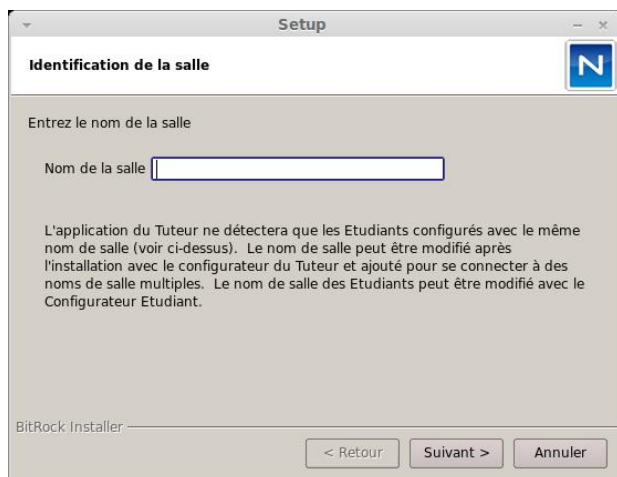 Setup
Identification de la salle
N
Entrez le nom de la salle
Nom de la salle
L'application du Tuteur ne détectera que les Etudiants configurés avec le même
nom de salle (voir ci-dessus).  Le nom de salle peut être modifié après
l'installation avec le configurateur du Tuteur et ajouté pour se connecter à des
noms de salle multiples.  Le nom de salle des Etudiants peut être modifié avec le
Configurateur Etudiant.
BitRock Installer
< Retour
Suivant >
Annuler